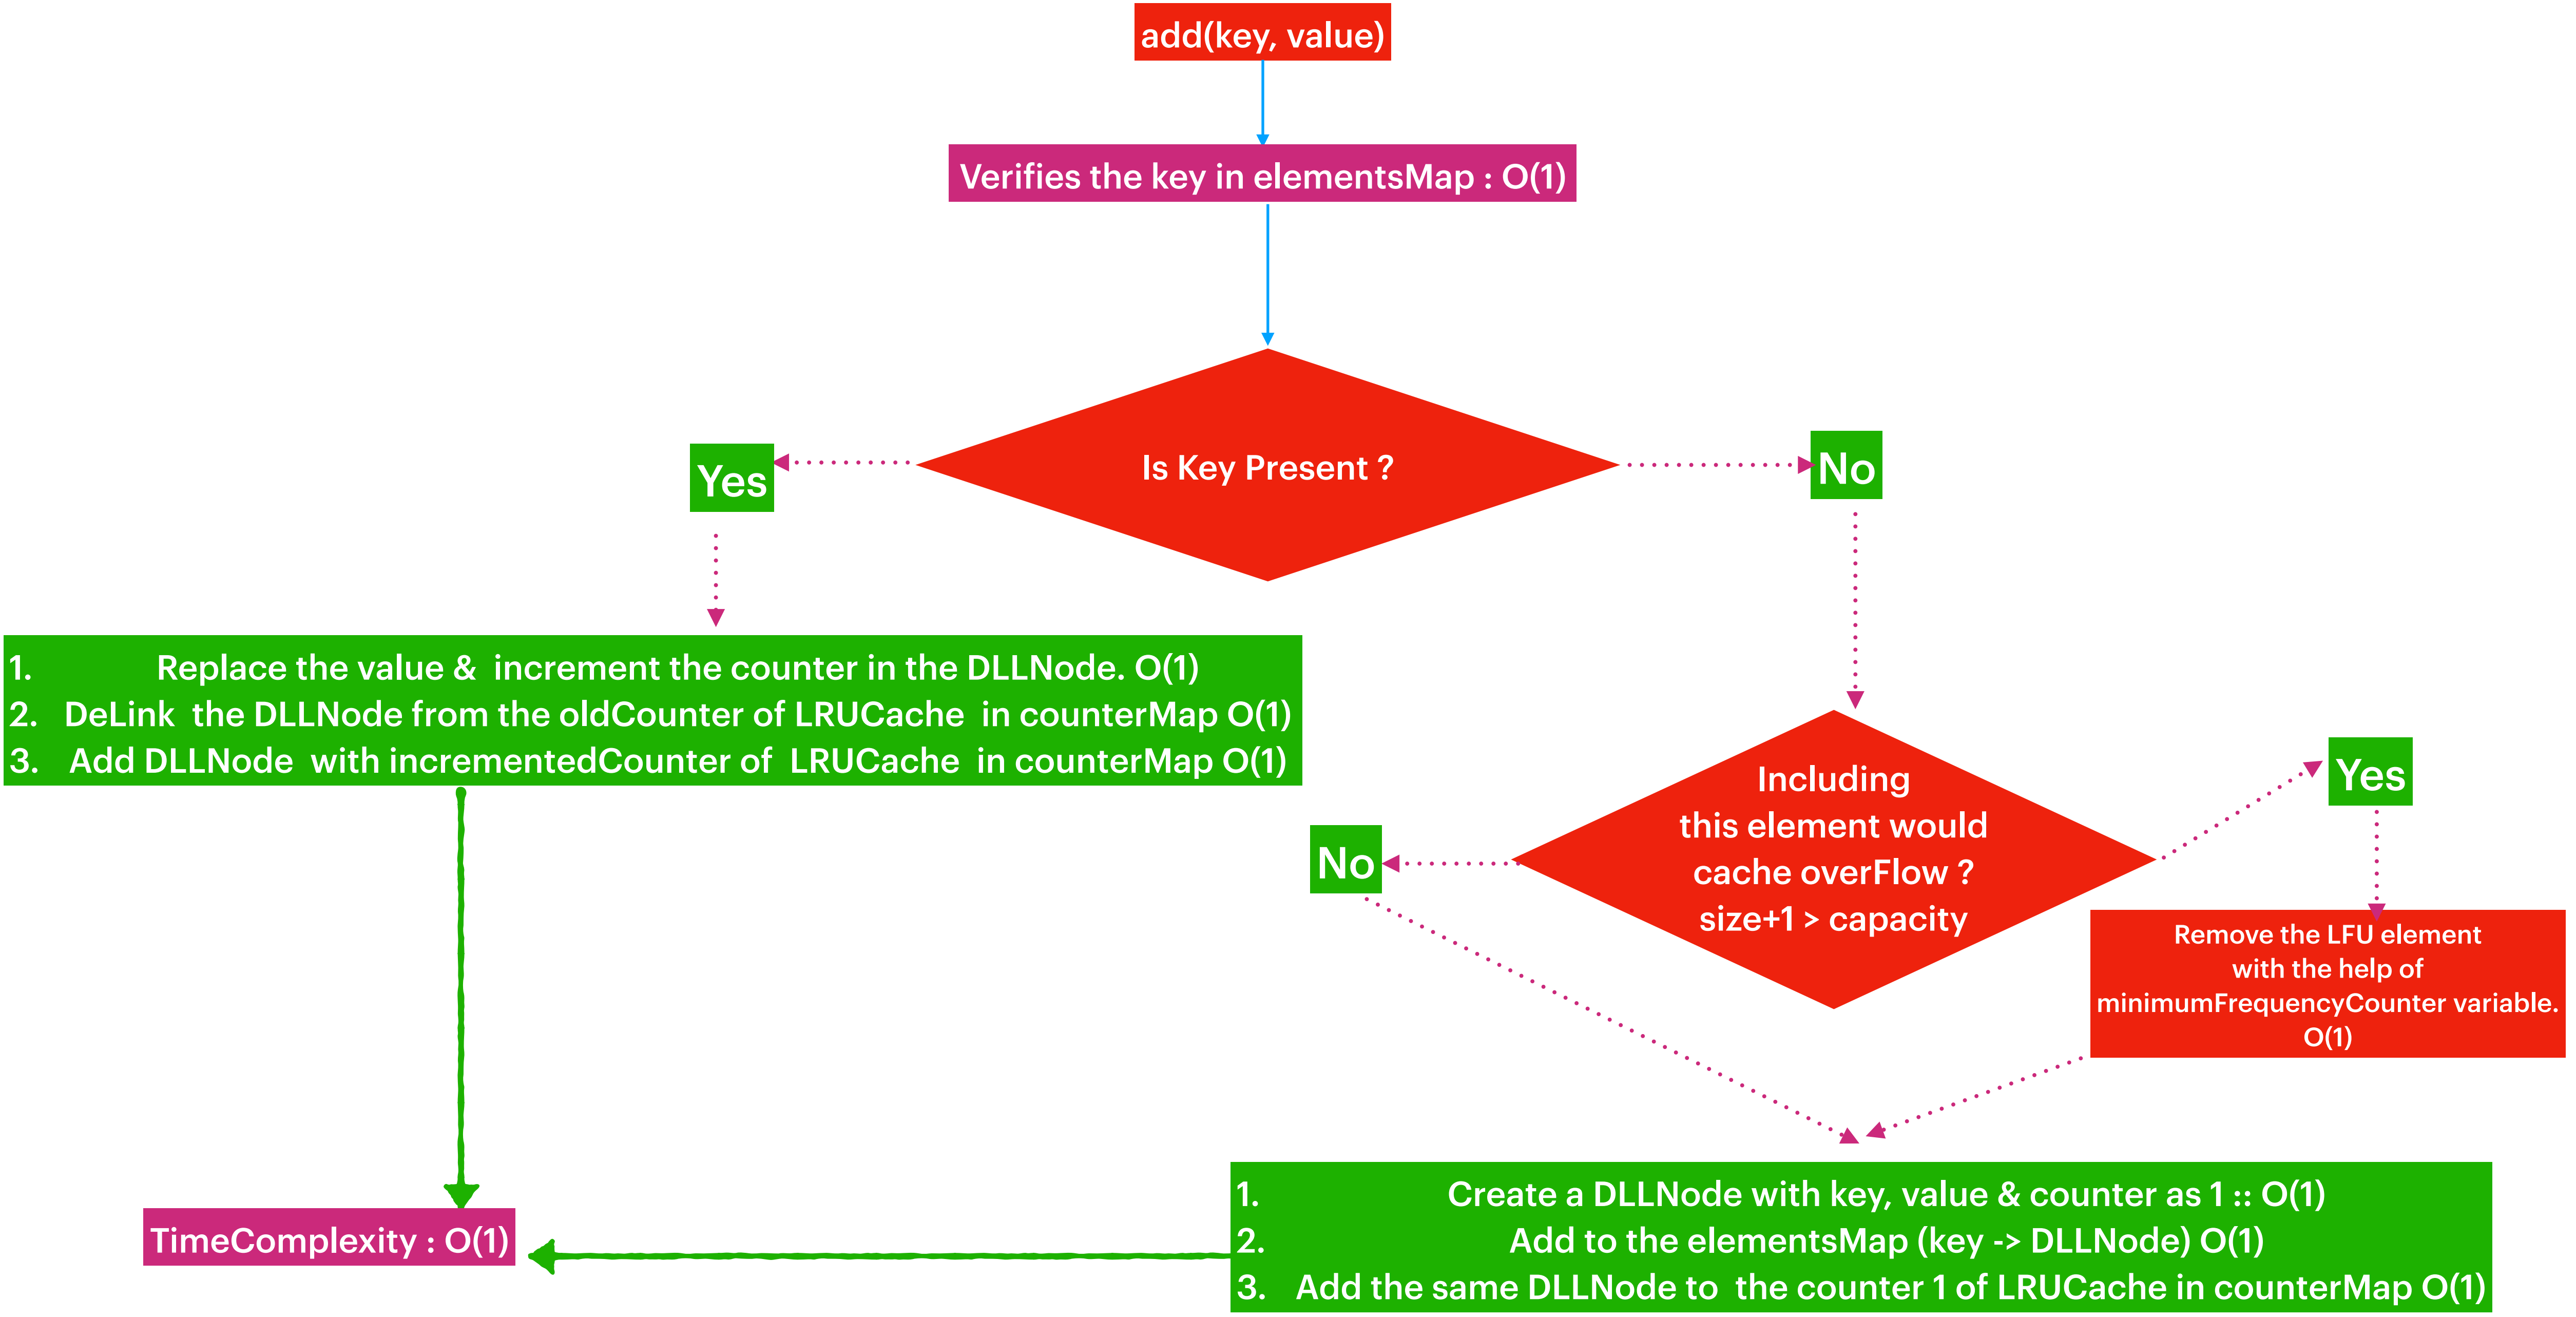 add(key, value)
Verifies the key in elementsMap : O(1)
Is Key Present ?
Yes
No
1. Replace the value & increment the counter in the DLLNode. O(1)
2. DeLink the DLLNode from the oldCounter of LRUCache in counterMap O(1)
3. Add DLLNode with incrementedCounter of LRUCache in counterMap O(1)
Including
this element would
cache overFlow ?
size+1 > capacity
Yes
No
Remove the LFU element
with the help of
minimumFrequencyCounter variable.
O(1)
1. Create a DLLNode with key, value & counter as 1 :: O(1)
2. Add to the elementsMap (key -> DLLNode) O(1)
3. Add the same DLLNode to the counter 1 of LRUCache in counterMap O(1)
TimeComplexity : O(1)